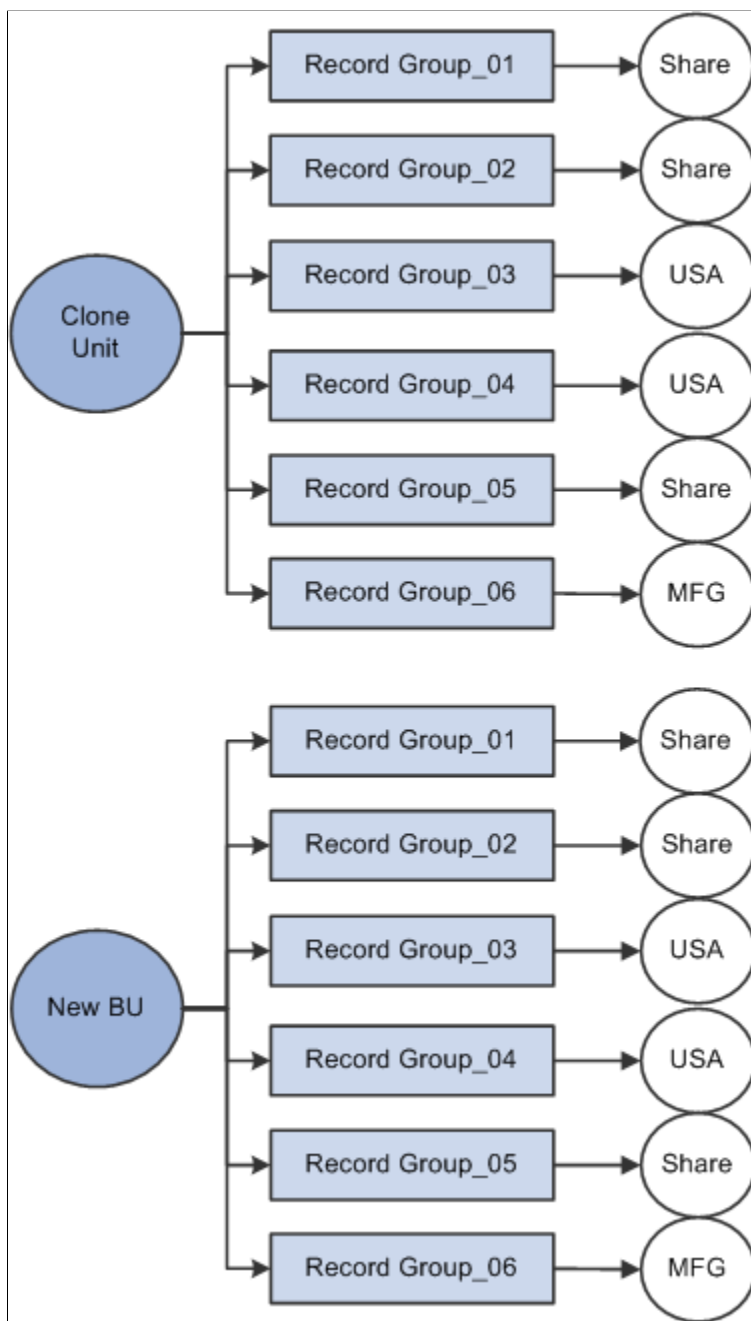 Record Group_01
Share
Record Group_02
Share
Record Group_03
USA
Clone
Unit
Record Group_04
USA
Record Group_05
Share
Record Group_06
MFG
Record Group_01
Share
Record Group_02
Share
Record Group_03
USA
New BU
Record Group_04
USA
Record Group_05
Share
Record Group_06
MFG